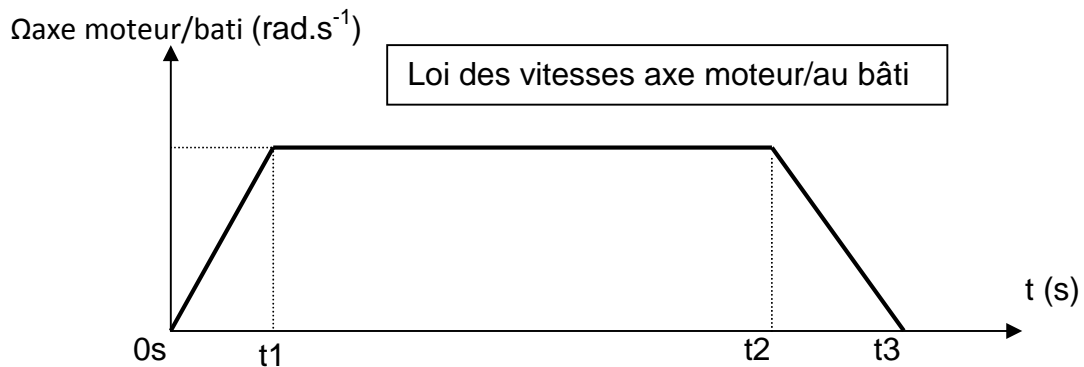 Ωaxe moteur/bati (rad.s⁻¹)
Loi des vitesses axe moteur/au bâti
t (s)
0s
t1
t2
t3